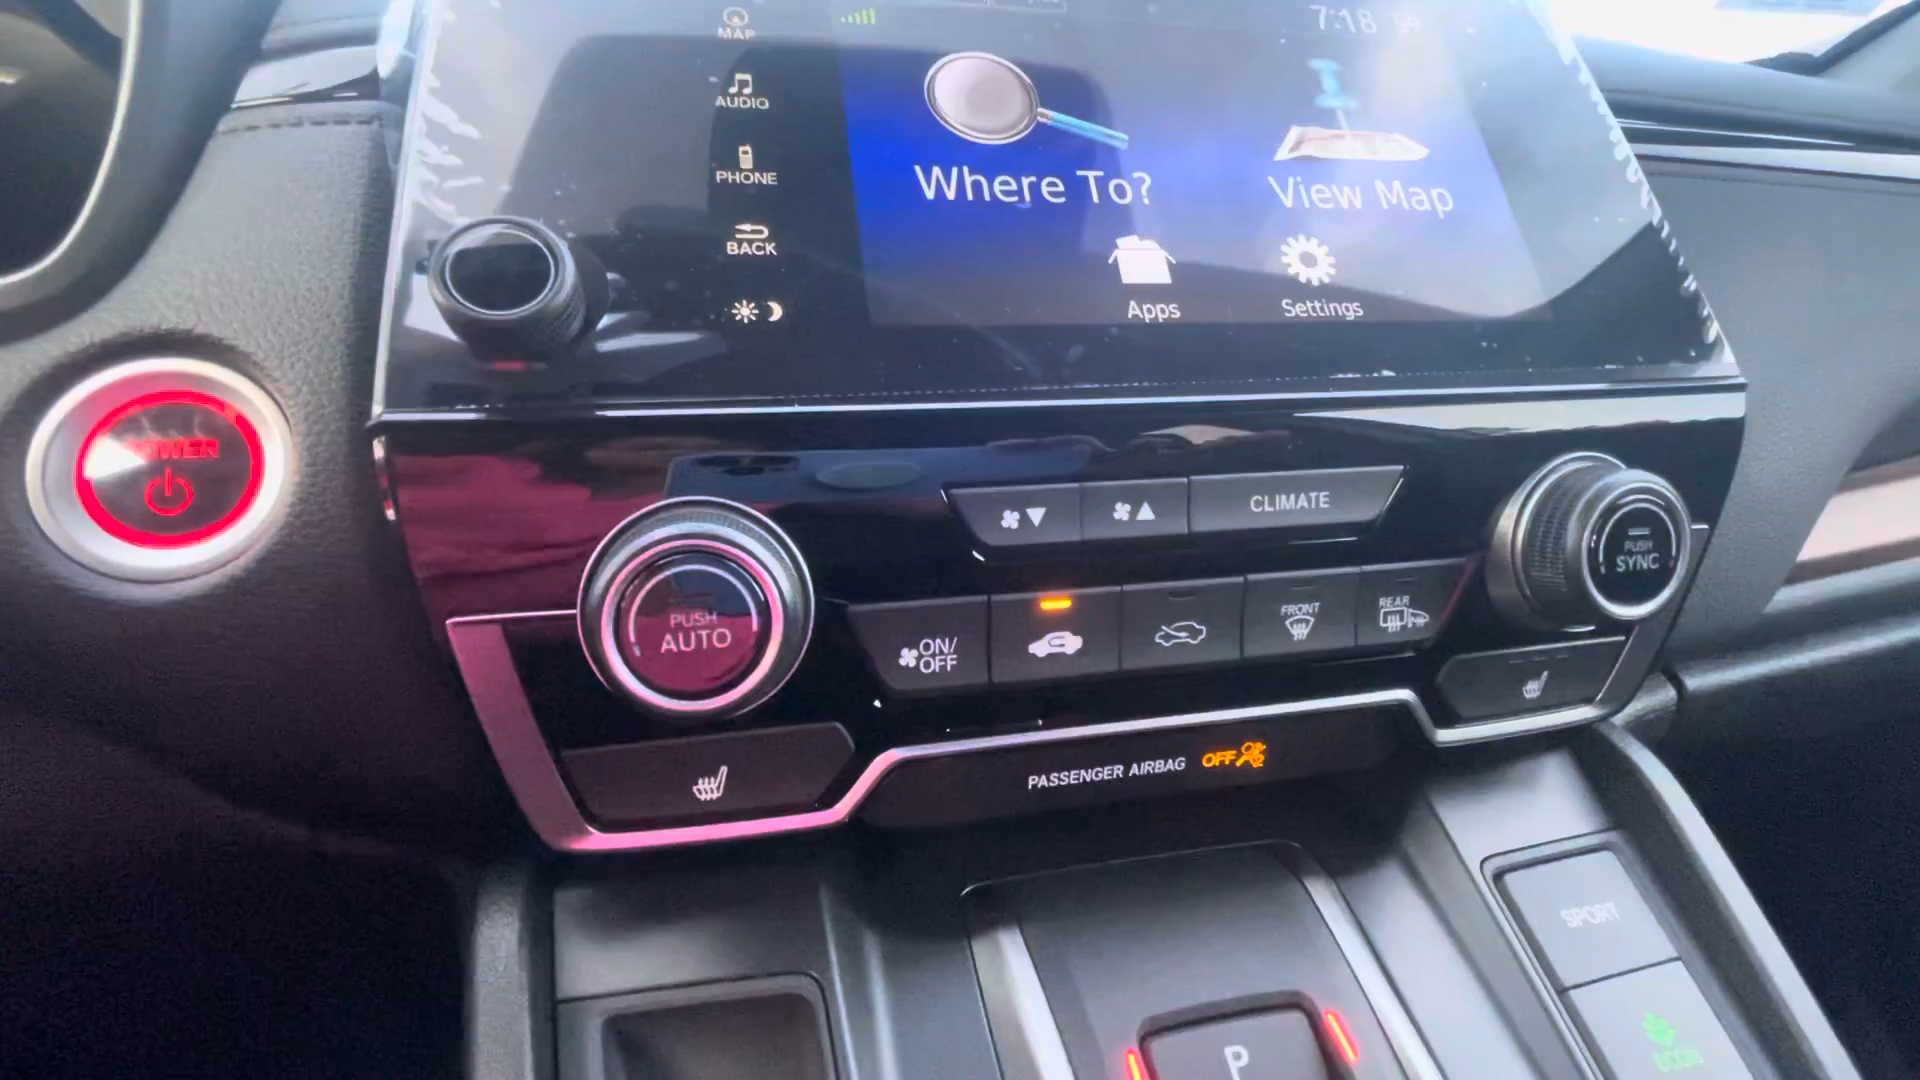 7:18
MAP
AUDIO
PHONE
BACK
Where To?
View Map
Apps
Settings
POWER
CLIMATE
PUSH
SYNC
PUSH
AUTO
ON/
OFF
FRONT
REAR
PASSENGER AIRBAG OFF
SPORT
ECON
P